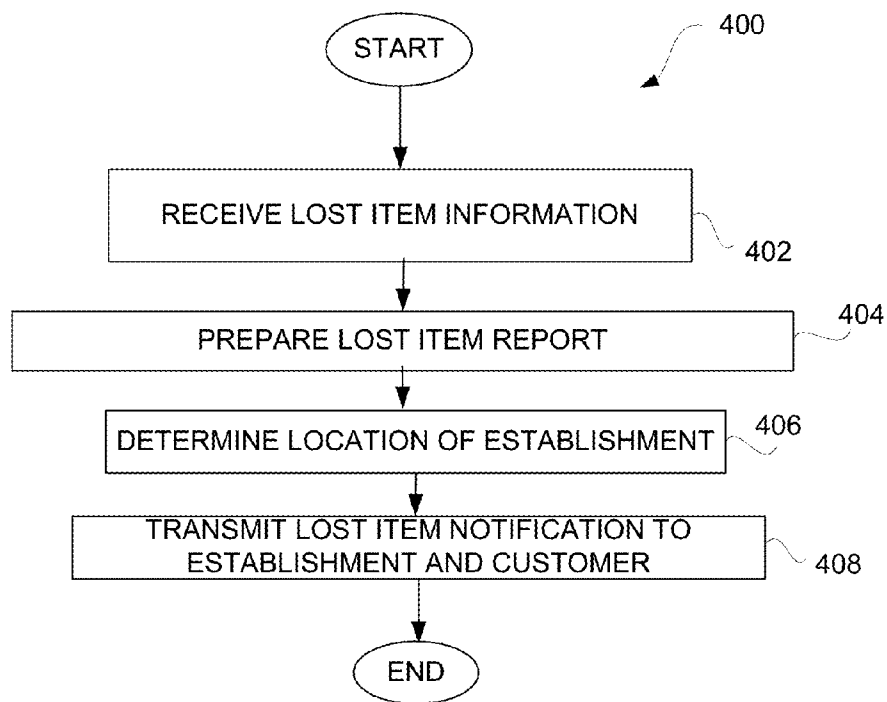 START
400
RECEIVE LOST ITEM INFORMATION
402
PREPARE LOST ITEM REPORT
404
DETERMINE LOCATION OF ESTABLISHMENT
406
TRANSMIT LOST ITEM NOTIFICATION TO
ESTABLISHMENT AND CUSTOMER
408
END